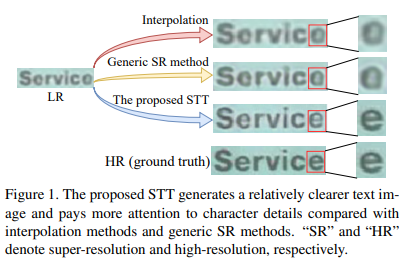 Interpolation
Service
Generic SR method
Service
Service
LR
The proposed STT
Service
HR (ground truth)
Service
Figure 1. The proposed STT generates a relatively clearer text im-
age and pays more attention to character details compared with
interpolation methods and generic SR methods. “SR” and “HR”
denote super-resolution and high-resolution, respectively.